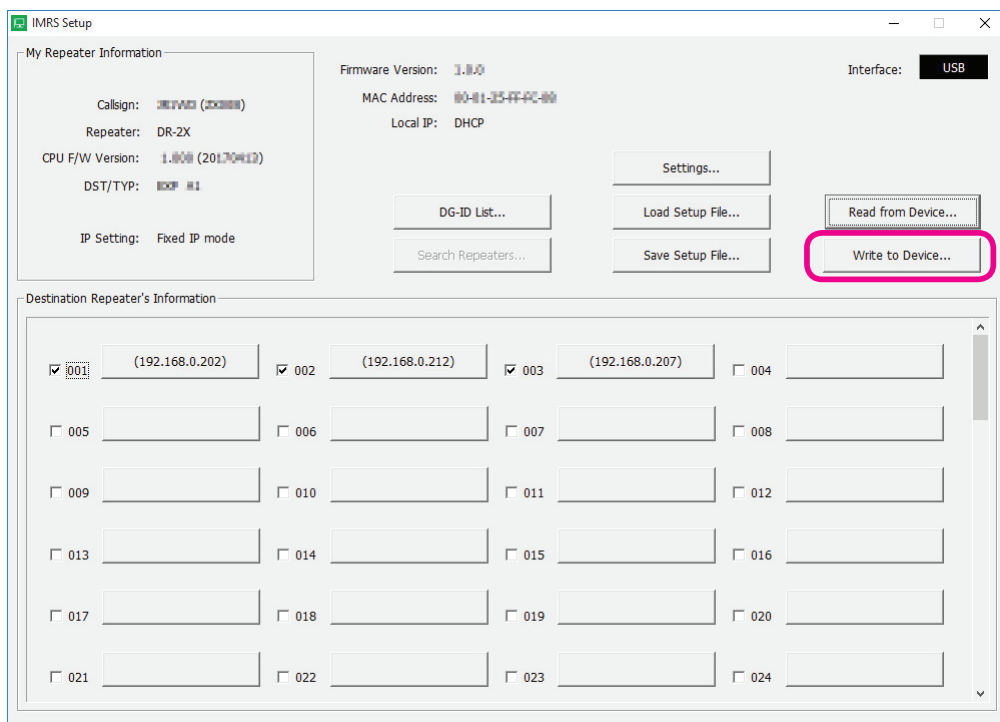 IMRS Setup
My Repeater Information
Callsign:
Repeater: DR-2X
CPU F/W Version:
DST/TYP:
IP Setting: Fixed IP mode
Firmware Version:
MAC Address:
Local IP: DHCP
Interface: USB
Settings...
DG-ID List... Load Setup File... Read from Device...
Search Repeaters... Save Setup File... Write to Device...
Destination Repeater's Information
001 (192.168.0.202) 002 (192.168.0.212) 003 (192.168.0.207) 004
005 006 007 008
009 010 011 012
013 014 015 016
017 018 019 020
021 022 023 024